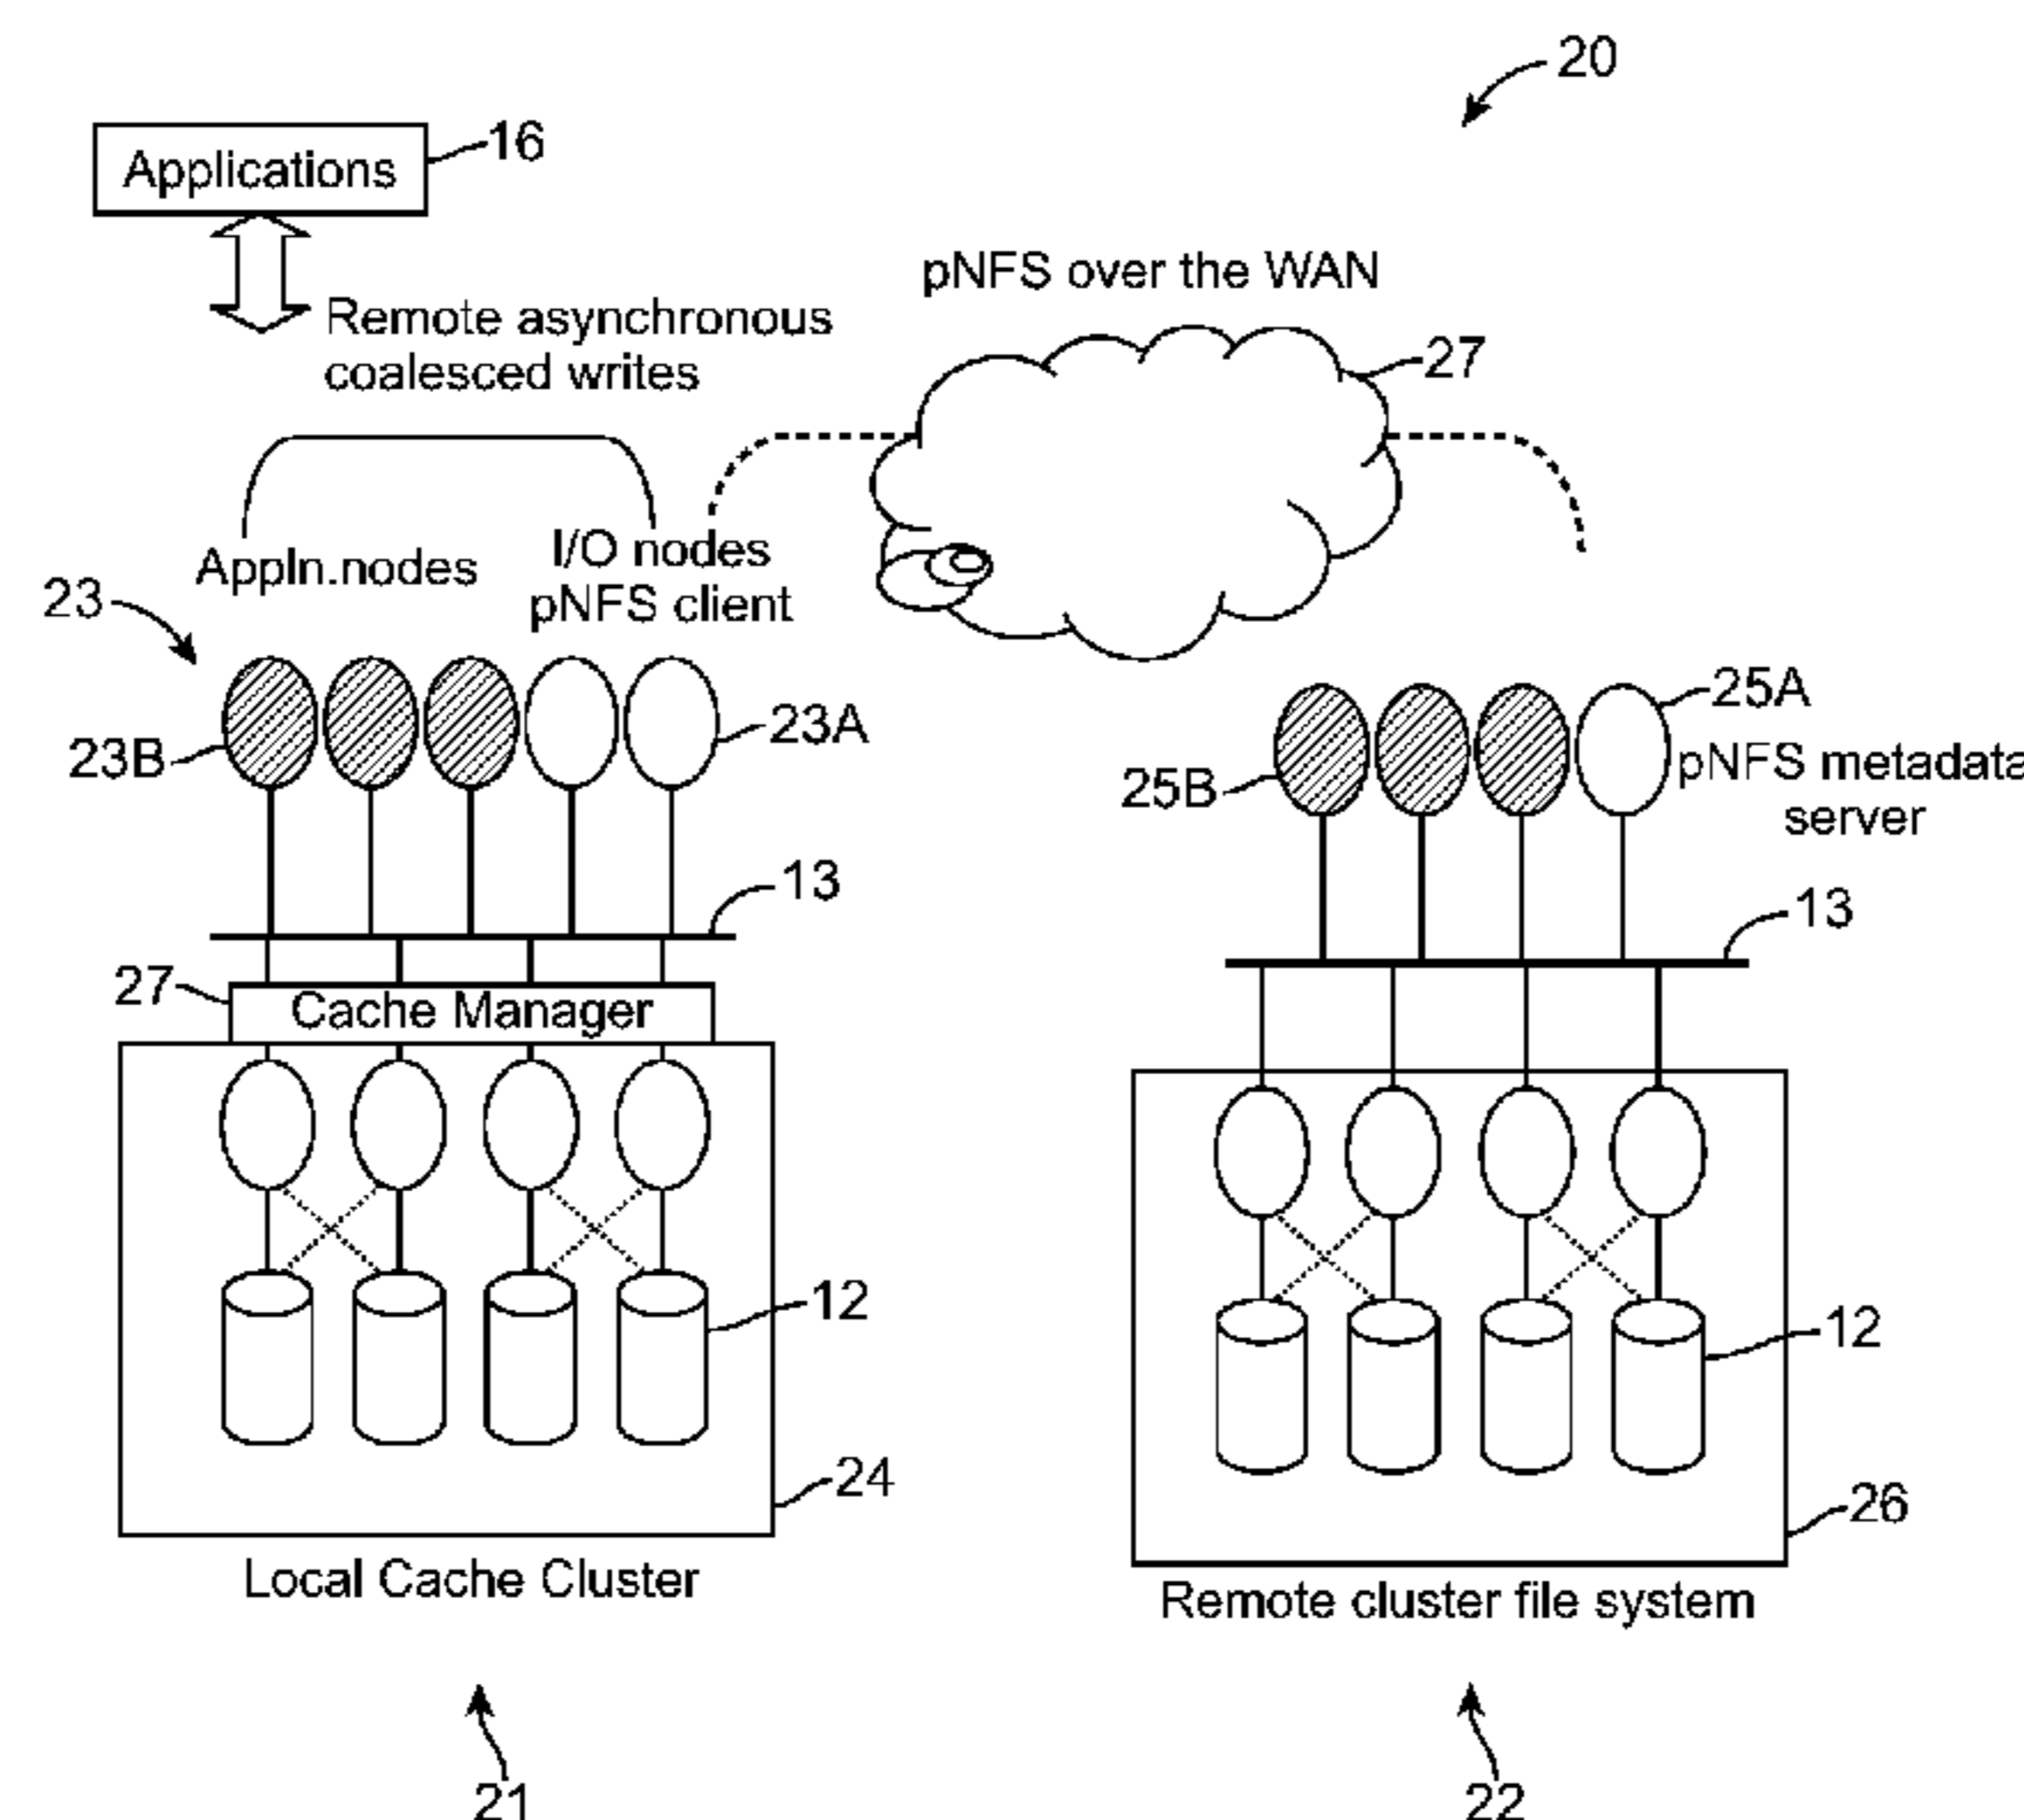 20
Applications
16
pNFS over the WAN
Remote asynchronous
coalesced writes
27
Appln.nodes
I/O nodes
pNFS client
23
23A
23B
25A
25B
pNFS metadata
server
13
13
27
Cache Manager
12
12
24
26
Local Cache Cluster
Remote cluster file system
21
22